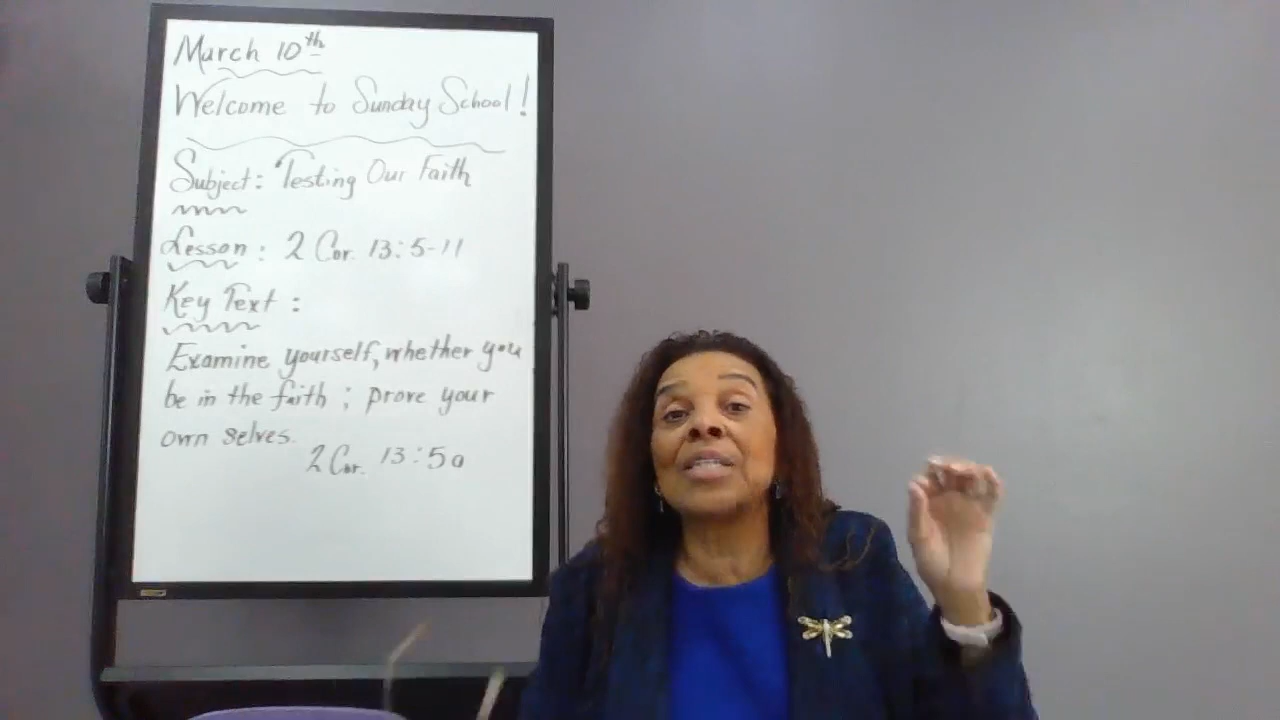 March 10th
Welcome to Sunday School!
Subject: Testing Our Faith
Lesson: 2 Cor. 13:5-11
Key Text:
Examine yourself, whether you
be in the faith; prove your
own selves.
2 Cor. 13:5a